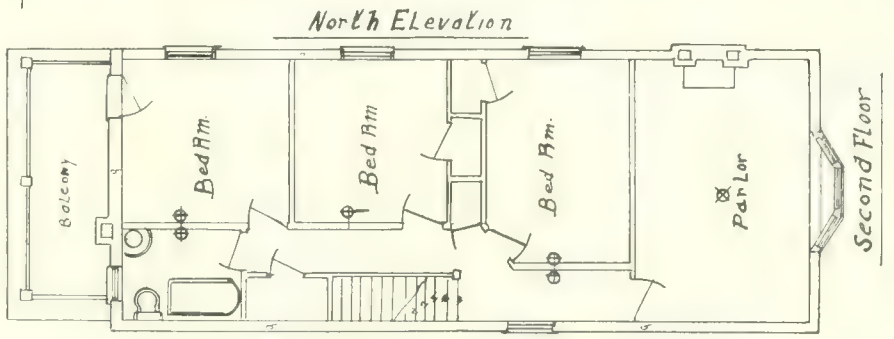 North Elevation
Balcony
Bed Rm.
Bed Rm
Bed Rm.
Parlor
Second Floor